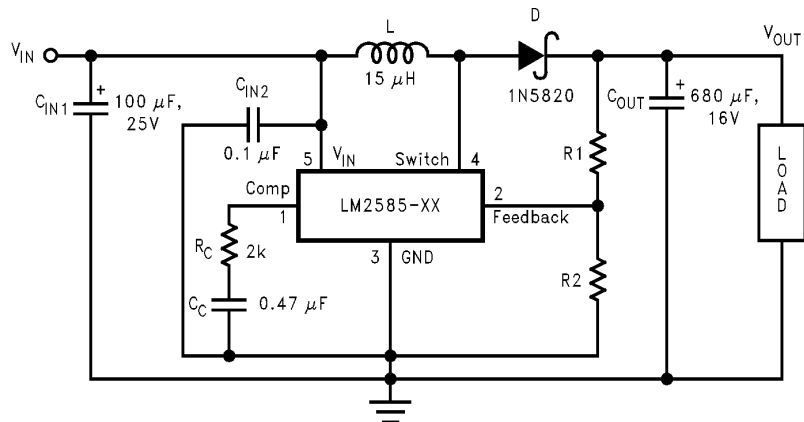 D
L
V_IN
V_OUT
15 μH
1N5820
C_IN1
+
100 μF,
25V
C_IN2
0.1 μF
C_OUT
+
680 μF,
16V
LOAD
R1
5
V_IN
Switch
4
Comp
1
LM2585-XX
2
Feedback
R_C
2k
3
GND
R2
C_C
0.47 μF